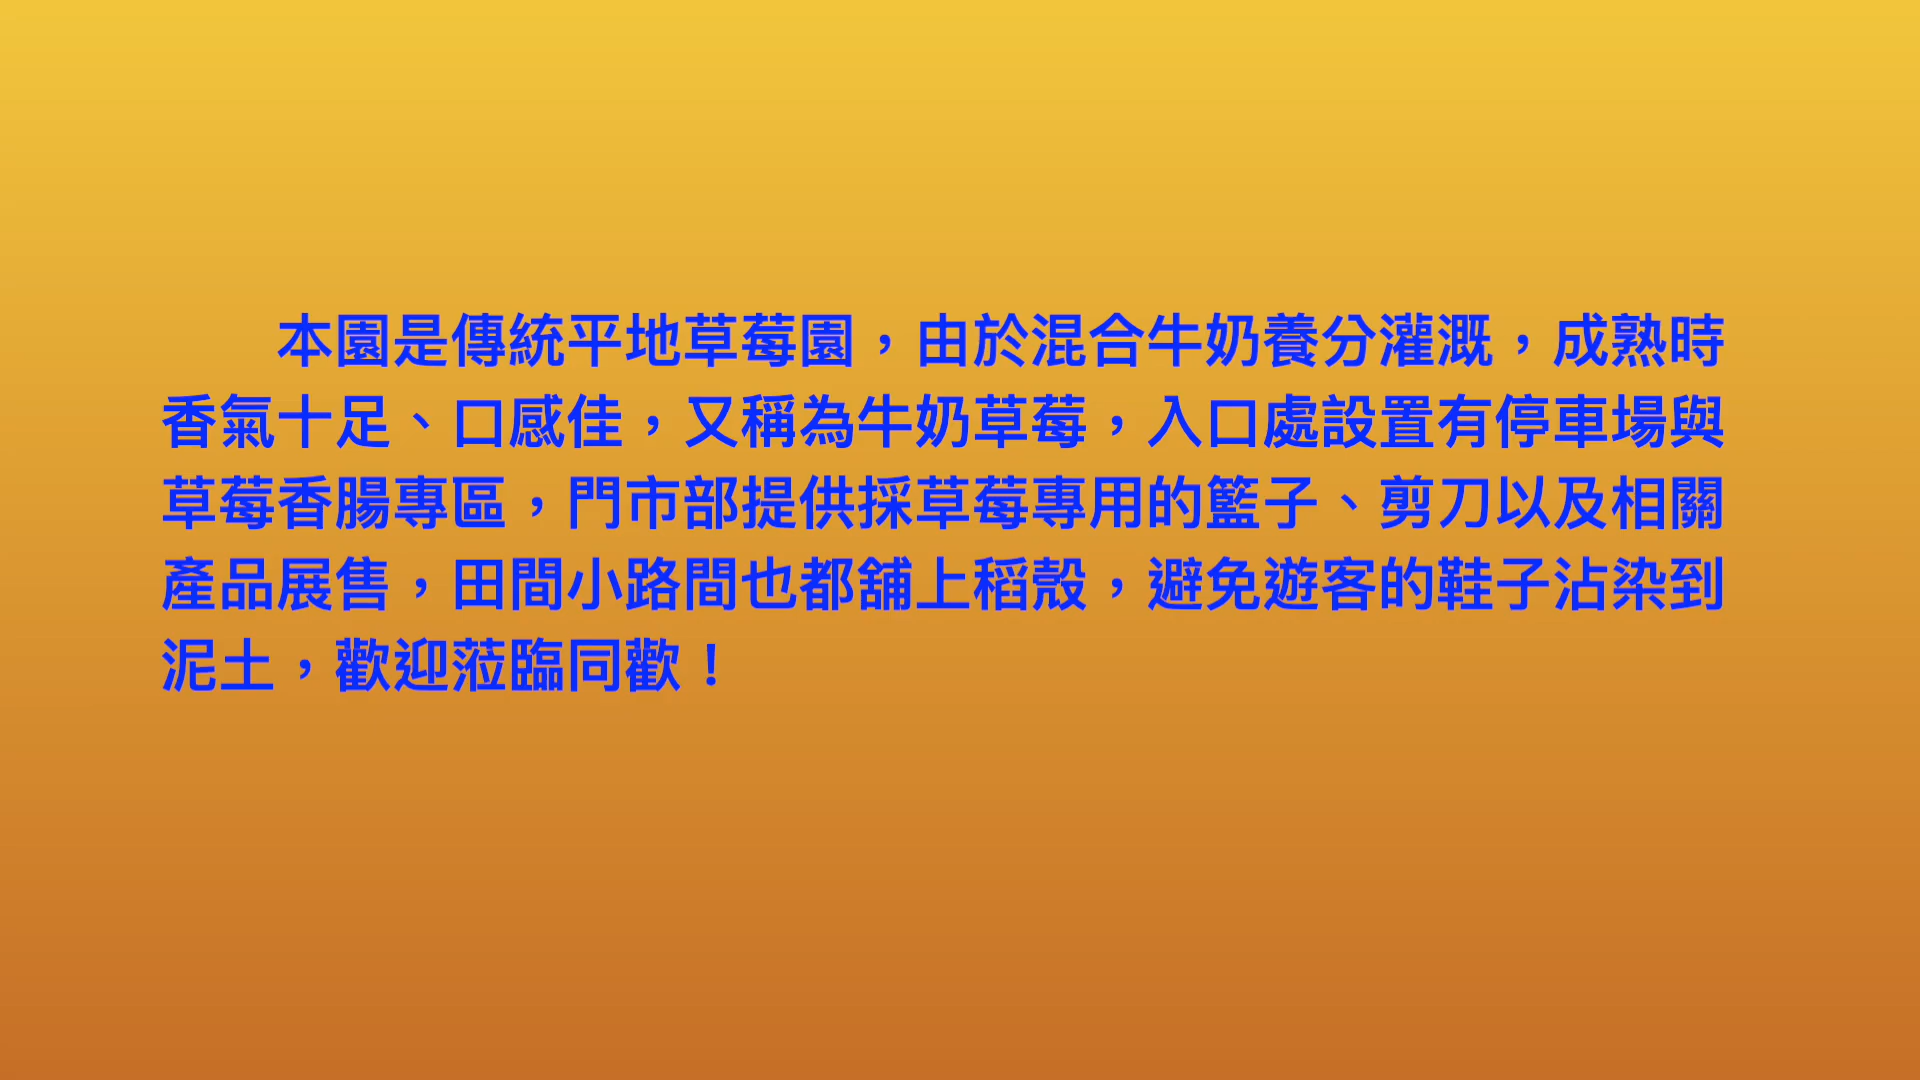 本園是傳統平地草莓園，由於混合牛奶養分灌溉，成熟時
香氣十足、口感佳，又稱為牛奶草莓，入口處設置有停車場與
草莓香腸專區，門市部提供採草莓專用的籃子、剪刀以及相關
產品展售，田間小路間也都舖上稻殼，避免遊客的鞋子沾染到
泥土，歡迎蒞臨同歡！